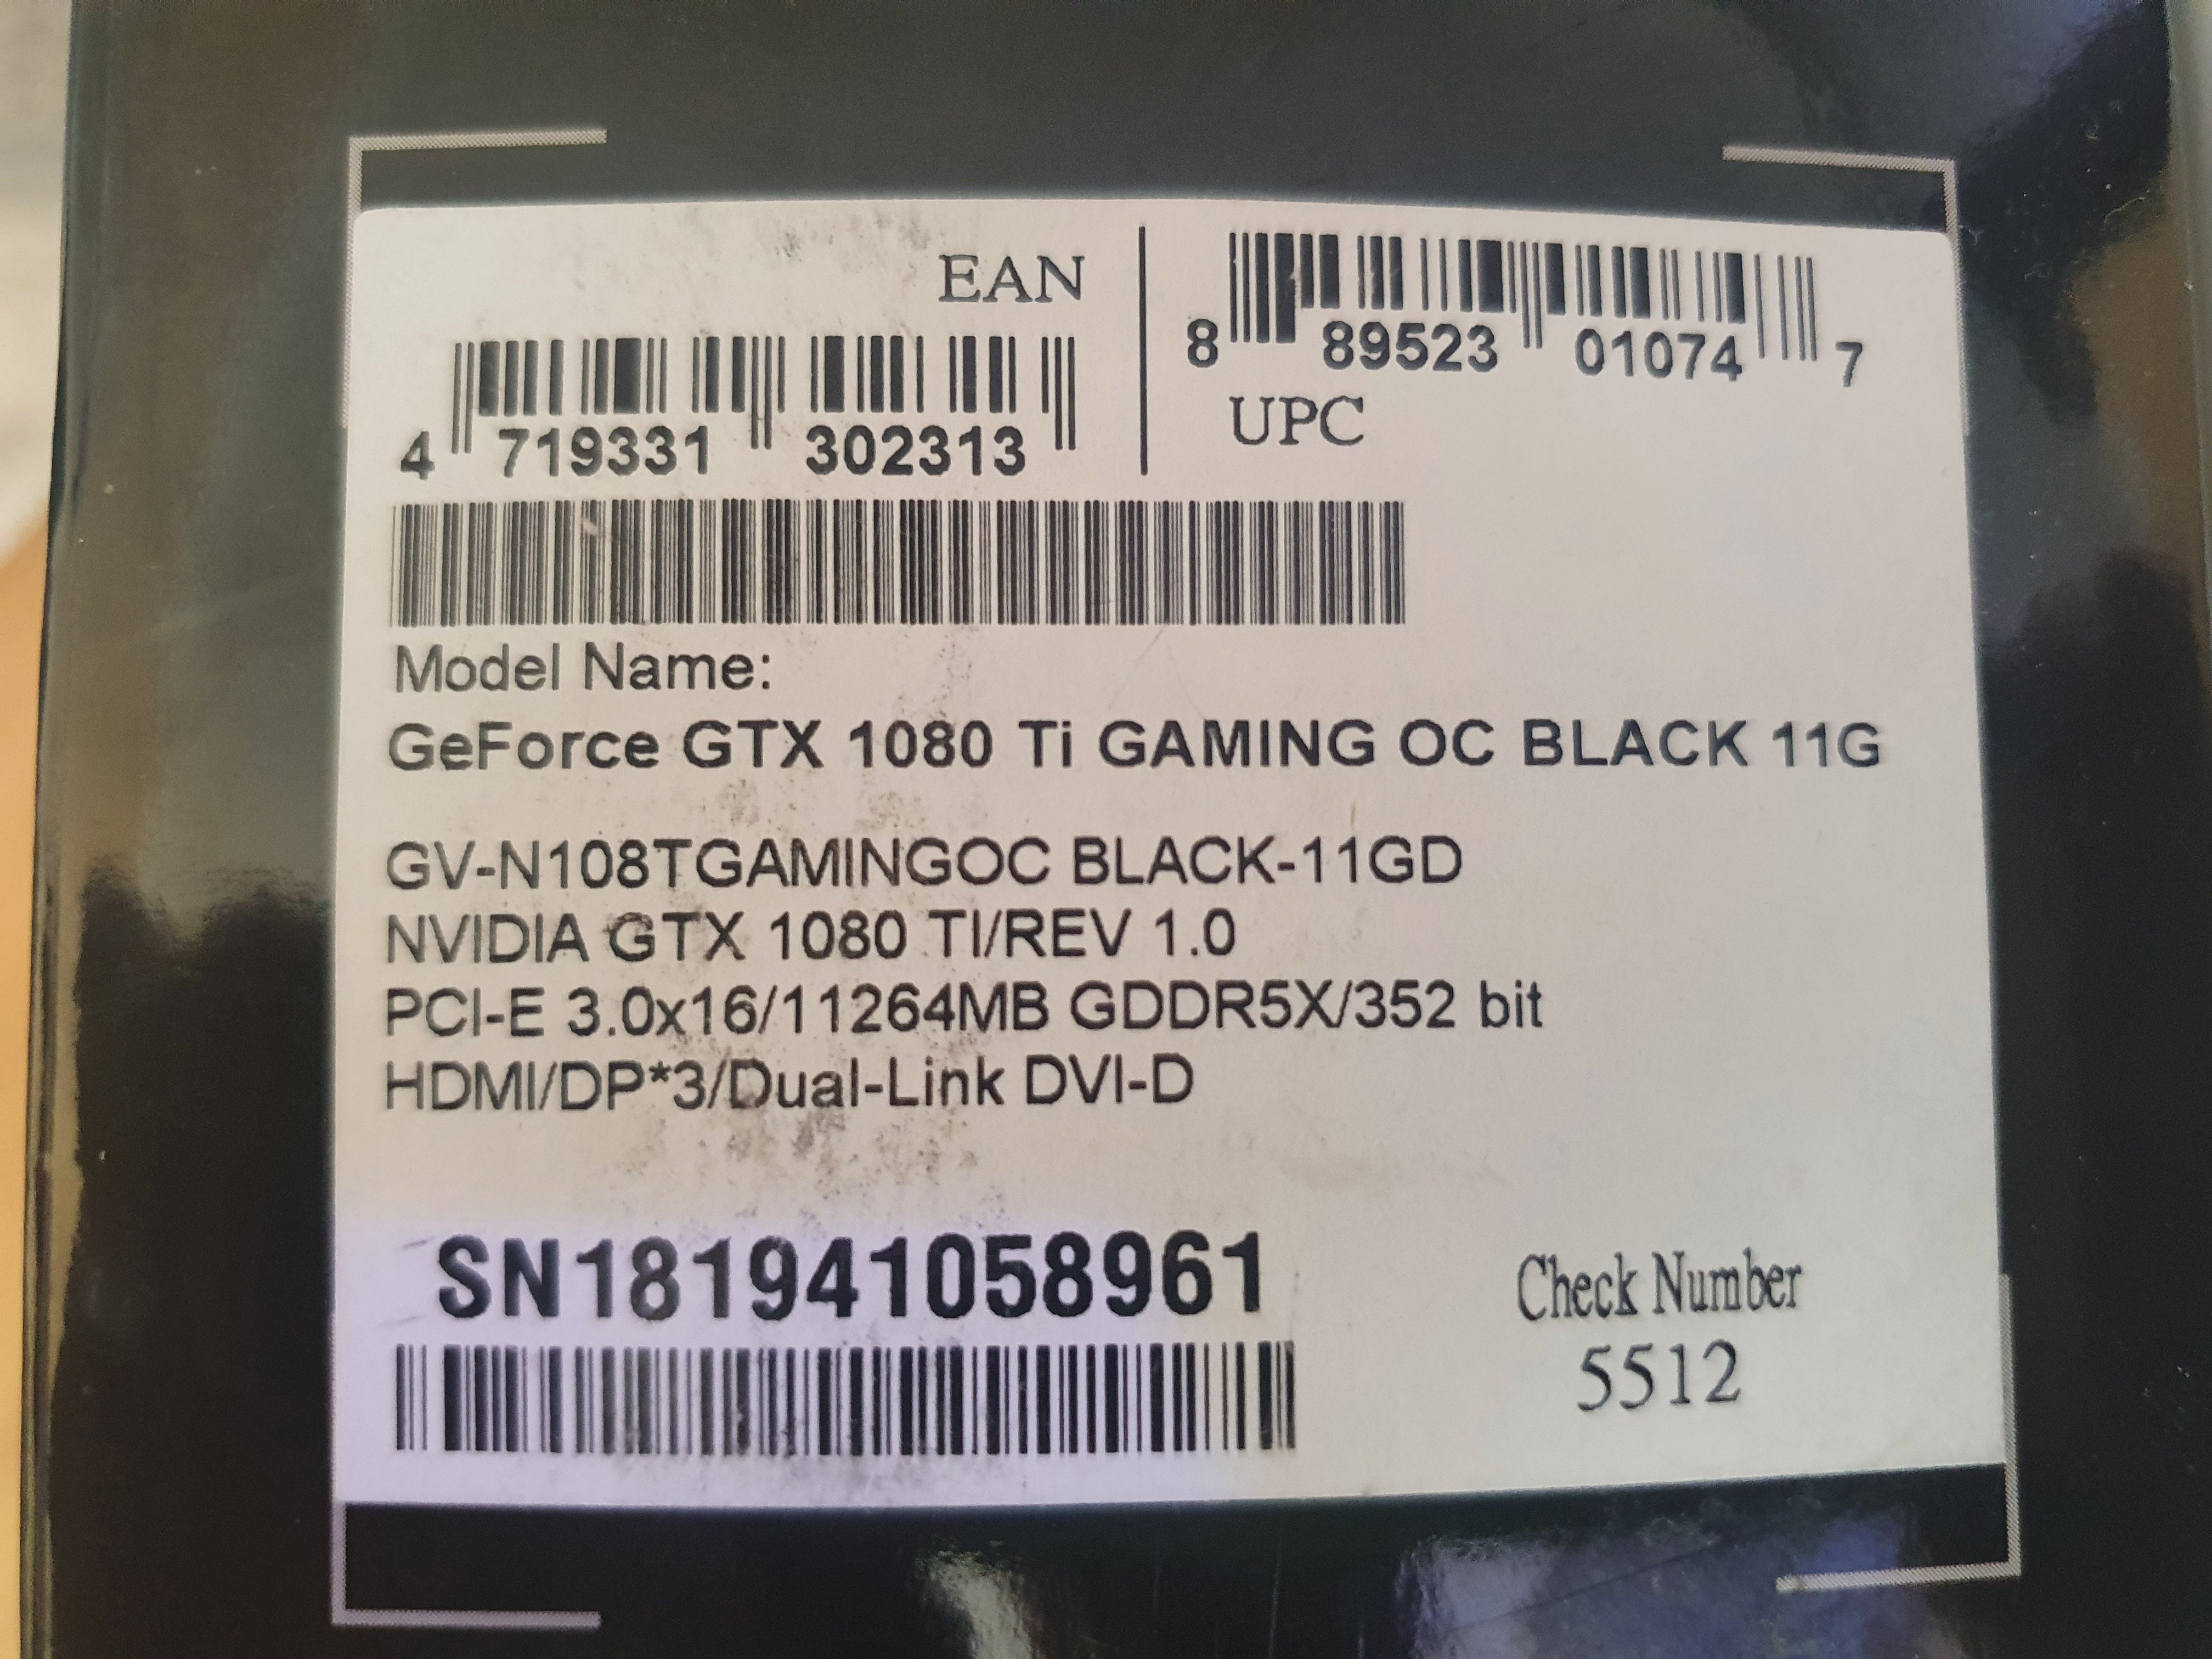 EAN
4 719331 302313
8 89523 01074 7
UPC
Model Name:
GeForce GTX 1080 Ti GAMING OC BLACK 11G
GV-N108TGAMINGOC BLACK-11GD
NVIDIA GTX 1080 TI/REV 1.0
PCI-E 3.0x16/11264MB GDDR5X/352 bit
HDMI/DP*3/Dual-Link DVI-D
SN181941058961
Check Number
5512